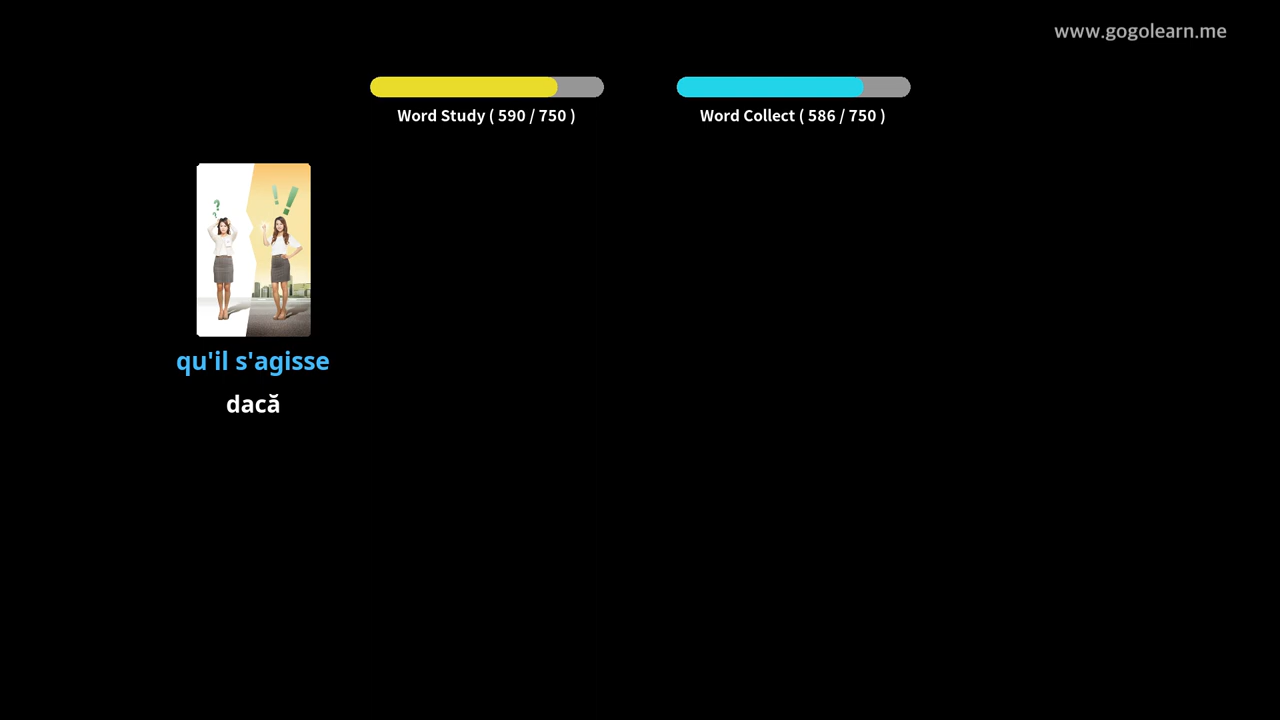 www.gogolearn.me
Word Study ( 590 / 750 )
Word Collect ( 586 / 750 )
qu'il s'agisse
dacă